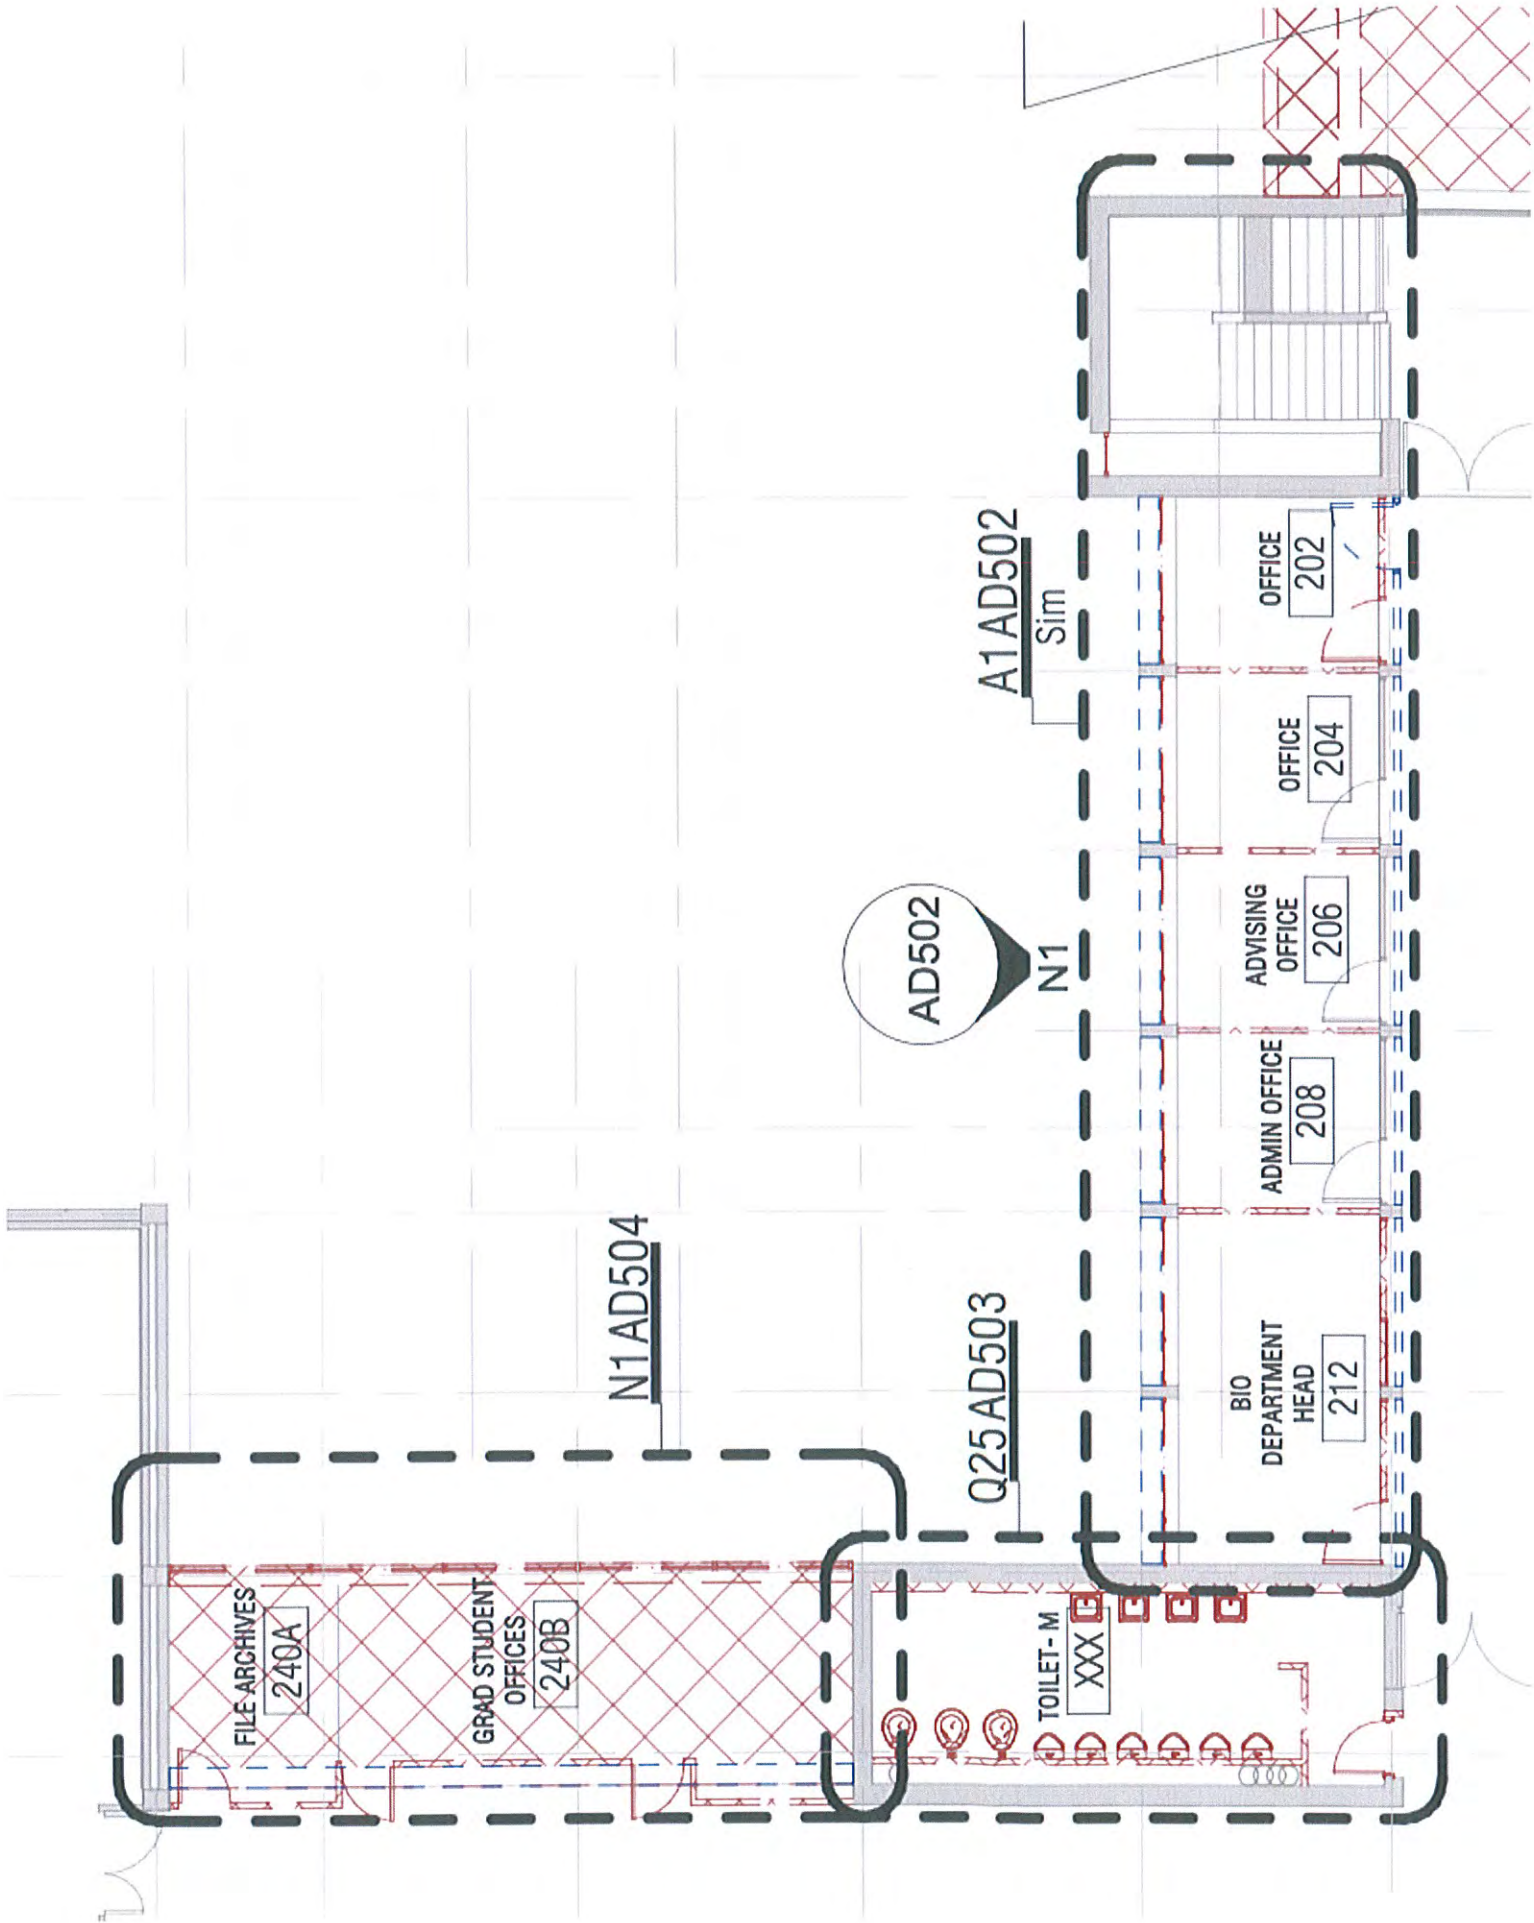 FILE ARCHIVES
240A
GRAD STUDENT
OFFICES
240B
N1 AD504
Q25 AD503
TOILET- M
XXX
BIO
DEPARTMENT
HEAD
212
ADMIN OFFICE
208
AD502
N1
ADVISING
OFFICE
206
A1 AD502
Sim
OFFICE
204
OFFICE
202